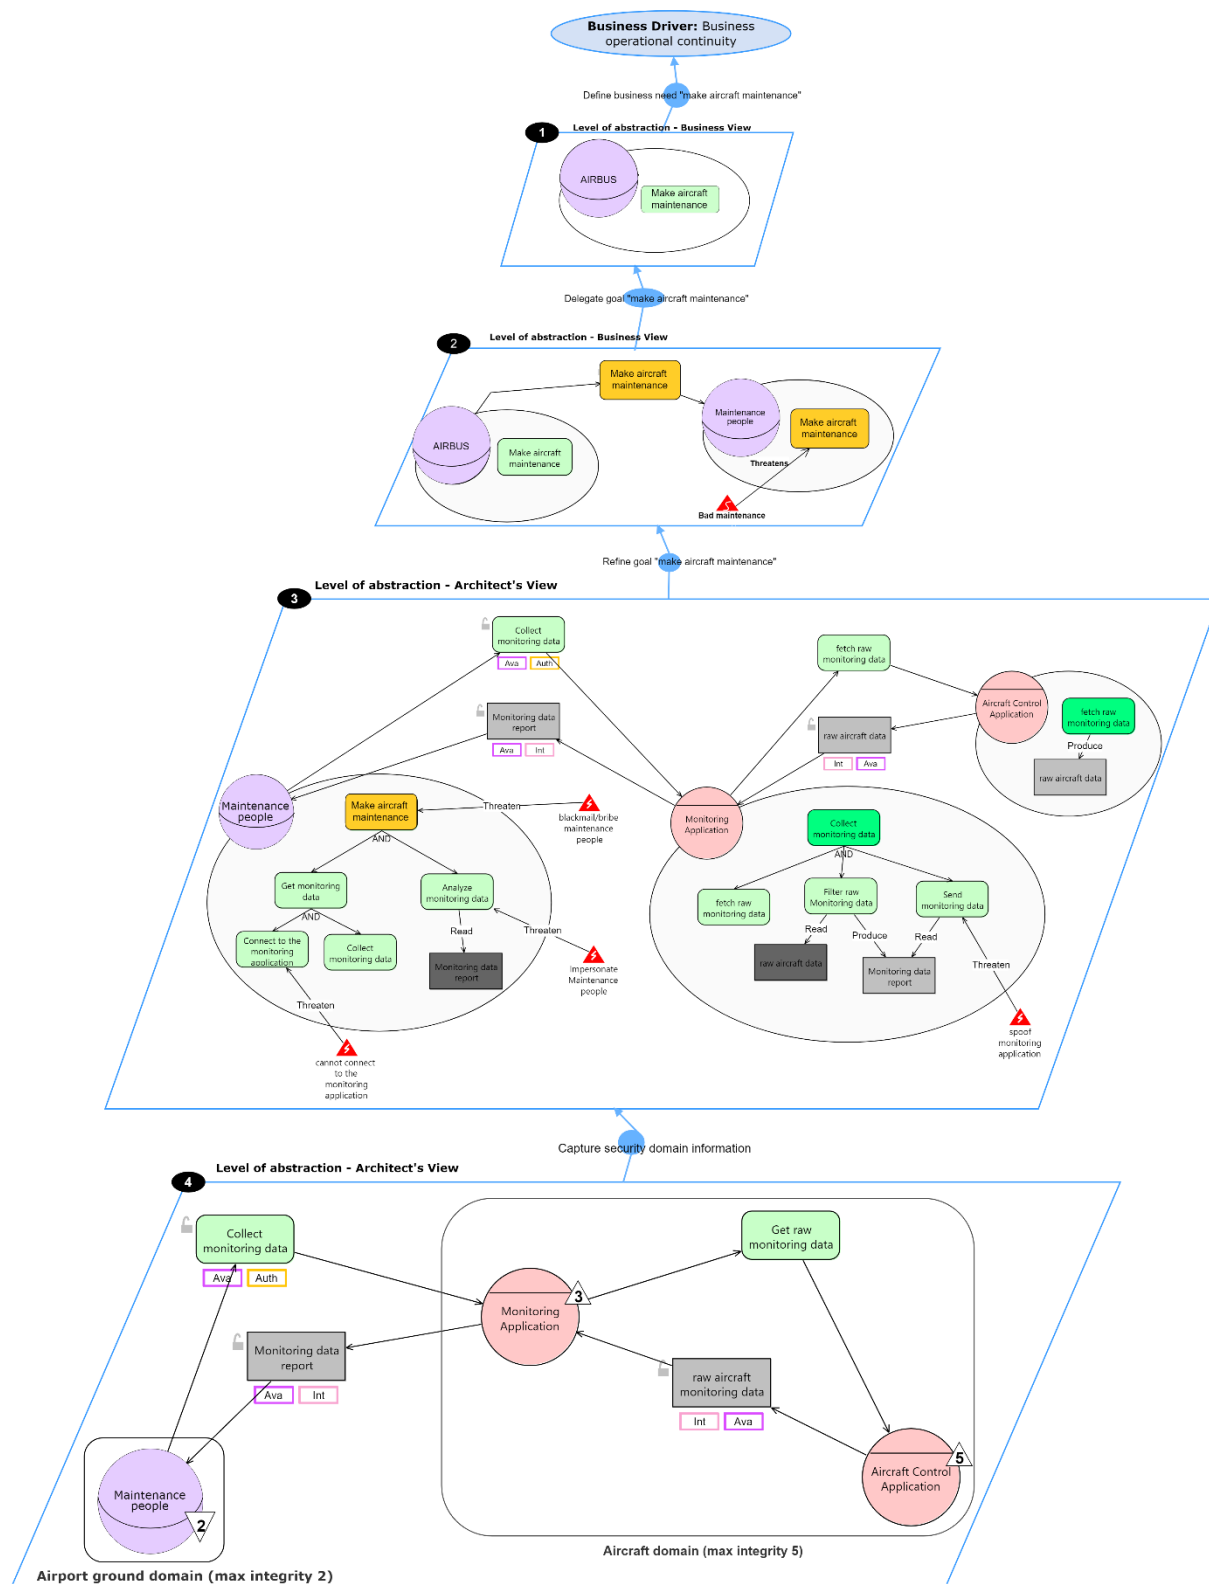 Business Driver: Business
operational continuity
Define business need "make aircraft maintenance"
1
Level of abstraction - Business View
AIRBUS
Make aircraft
maintenance
Delegate goal "make aircraft maintenance"
2
Level of abstraction - Business View
Make aircraft
maintenance
AIRBUS
Make aircraft
maintenance
Maintenance
people
Make aircraft
maintenance
Threatens
Bad maintenance
Refine goal "make aircraft maintenance"
3
Level of abstraction - Architect's View
Collect
monitoring data
Ava
Auth
Monitoring data
report
Ava
Int
fetch raw
monitoring data
raw aircraft data
Int
Ava
Aircraft Control
Application
fetch raw
monitoring data
Produce
raw aircraft data
Maintenance
people
Make aircraft
maintenance
AND
Get monitoring
data
AND
Connect to the
monitoring
application
Collect
monitoring data
Analyze
monitoring data
Read
Monitoring data
report
Threaten
blackmail/bribe
maintenance
people
Threaten
Impersonate
Maintenance
people
Threaten
cannot connect
to the
monitoring
application
Monitoring
Application
Collect
monitoring data
AND
fetch raw
monitoring data
Filter raw
Monitoring data
Send
monitoring data
Read
Produce
Read
raw aircraft data
Monitoring data
report
Threaten
spoof
monitoring
application
Capture security domain information
4
Level of abstraction - Architect's View
Collect
monitoring data
Ava
Auth
Monitoring data
report
Ava
Int
Maintenance
people
2
Airport ground domain (max integrity 2)
Monitoring
Application
3
Get raw
monitoring data
raw aircraft
monitoring data
Int
Ava
Aircraft Control
Application
5
Aircraft domain (max integrity 5)